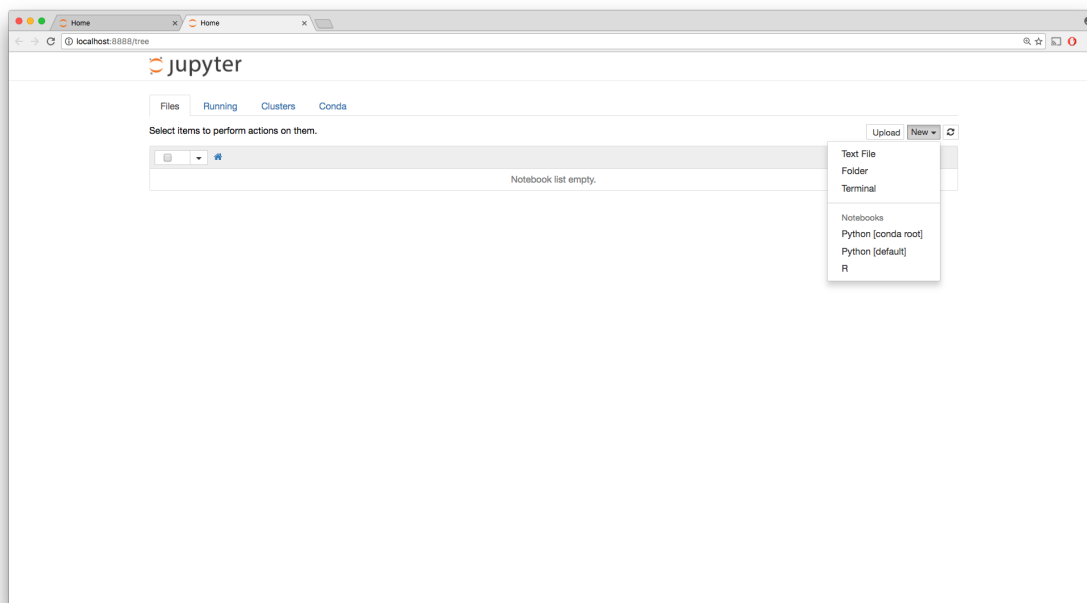 Home
Home
localhost:8888/tree
jupyter
Files Running Clusters Conda
Select items to perform actions on them.
Upload New
Notebook list empty.
Text File
Folder
Terminal
Notebooks
Python [conda root]
Python [default]
R